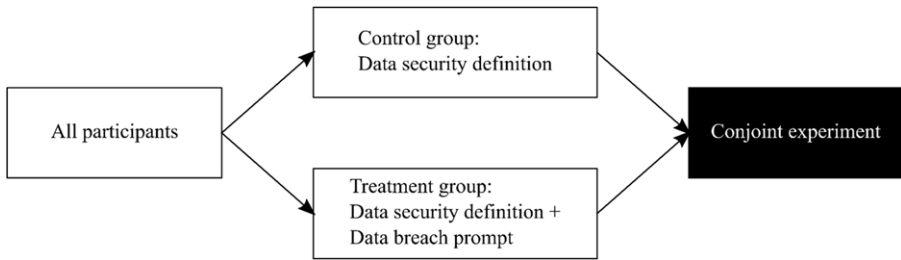 All participants
Control group:
Data security definition
Treatment group:
Data security definition +
Data breach prompt
Conjoint experiment